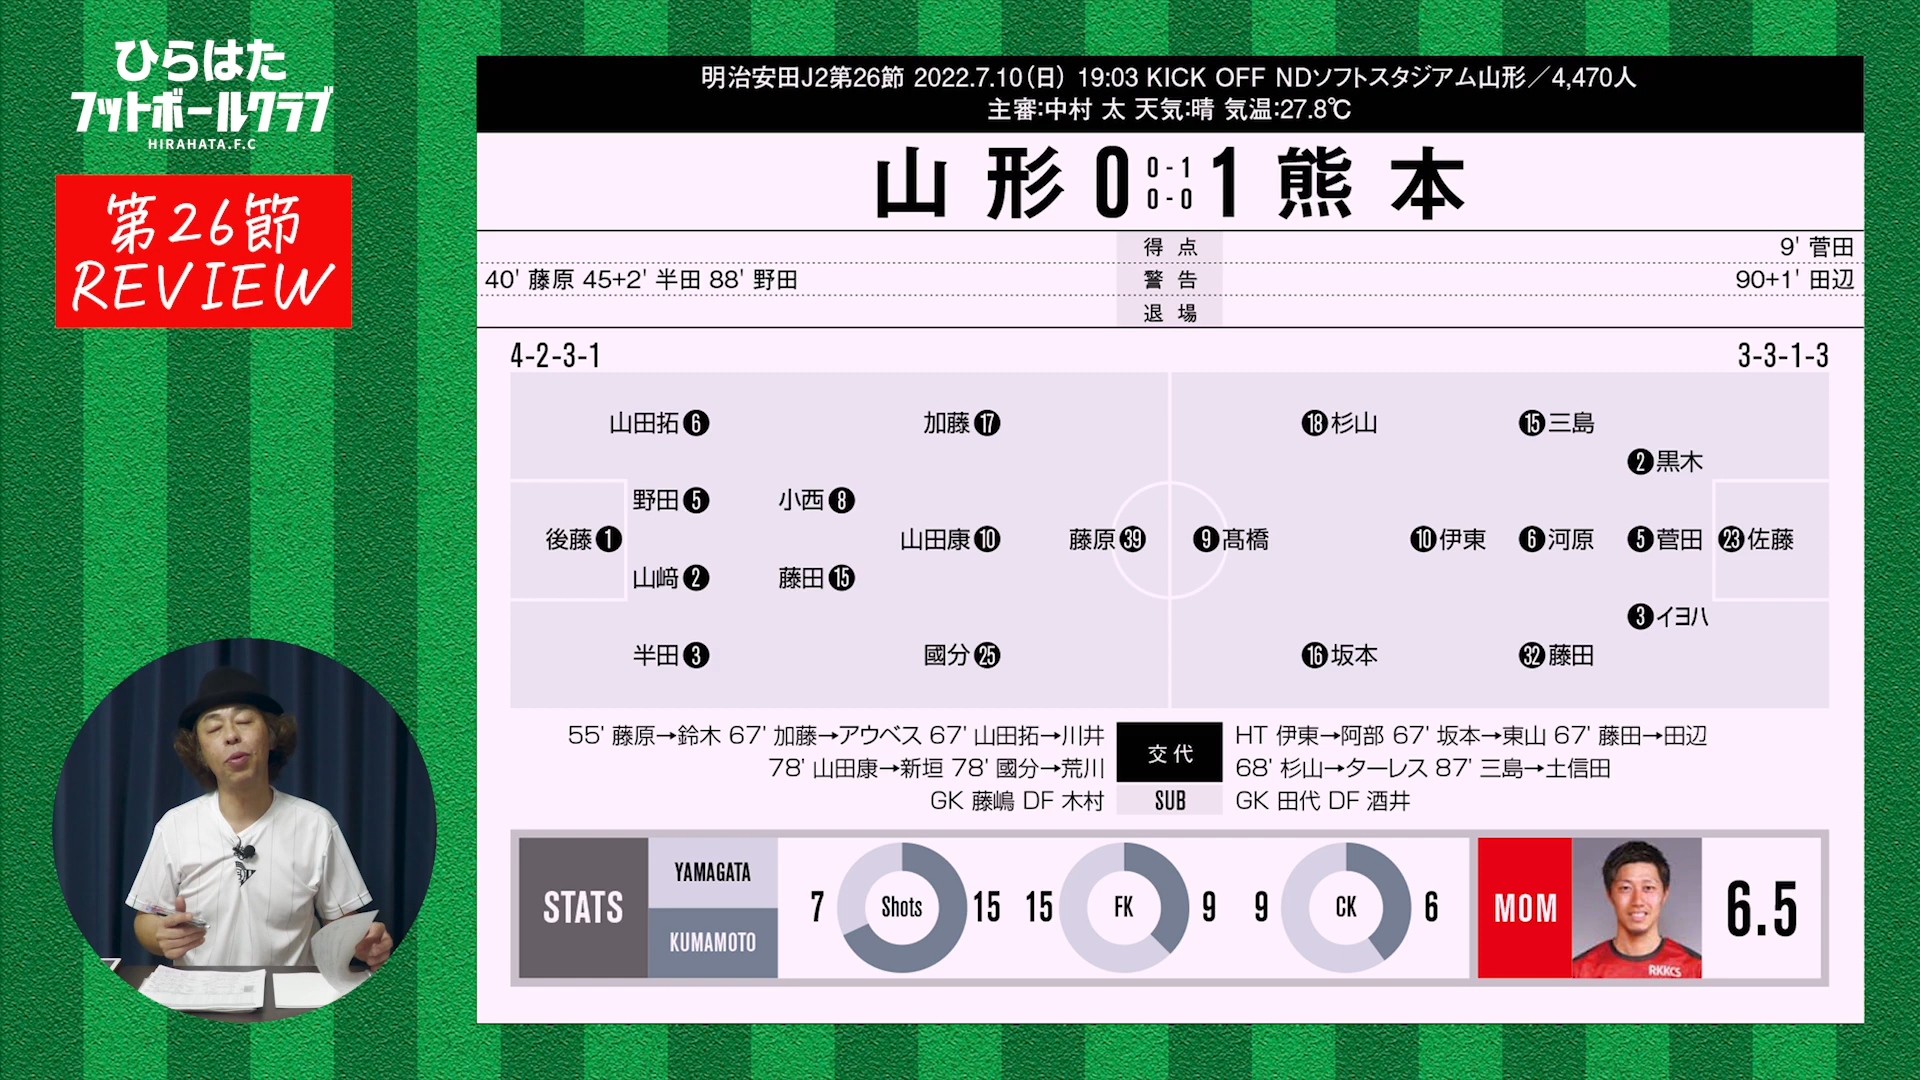 ひらはた
フットボールクラブ
HIRAHATA.F.C
第26節
REVIEW
明治安田J2第26節 2022.7.10(日) 19:03 KICK OFF NDソフトスタジアム山形／4,470人
主審:中村 太 天気:晴 気温:27.8℃
山形 0 0-1 1 熊本
0-0
得点 9' 菅田
40' 藤原 45+2' 半田 88' 野田 警告 90+1' 田辺
退場
4-2-3-1 3-3-1-3
山田拓 6 加藤 17 18 杉山 15 三島
2 黒木
野田 5 小西 8
後藤 1 山田康 10 藤原 39 9 髙橋 10 伊東 6 河原 5 菅田 23 佐藤
山﨑 2 藤田 15
3 イヨハ
半田 3 國分 25 16 坂本 32 藤田
55' 藤原→鈴木 67' 加藤→アウベス 67' 山田拓→川井 交代 HT 伊東→阿部 67' 坂本→東山 67' 藤田→田辺
78' 山田康→新垣 78' 國分→荒川 68' 杉山→ターレス 87' 三島→土信田
GK 藤嶋 DF 木村 SUB GK 田代 DF 酒井
STATS YAMAGATA 7 Shots 15 15 FK 9 9 CK 6 MOM 6.5
KUMAMOTO
RKKCS